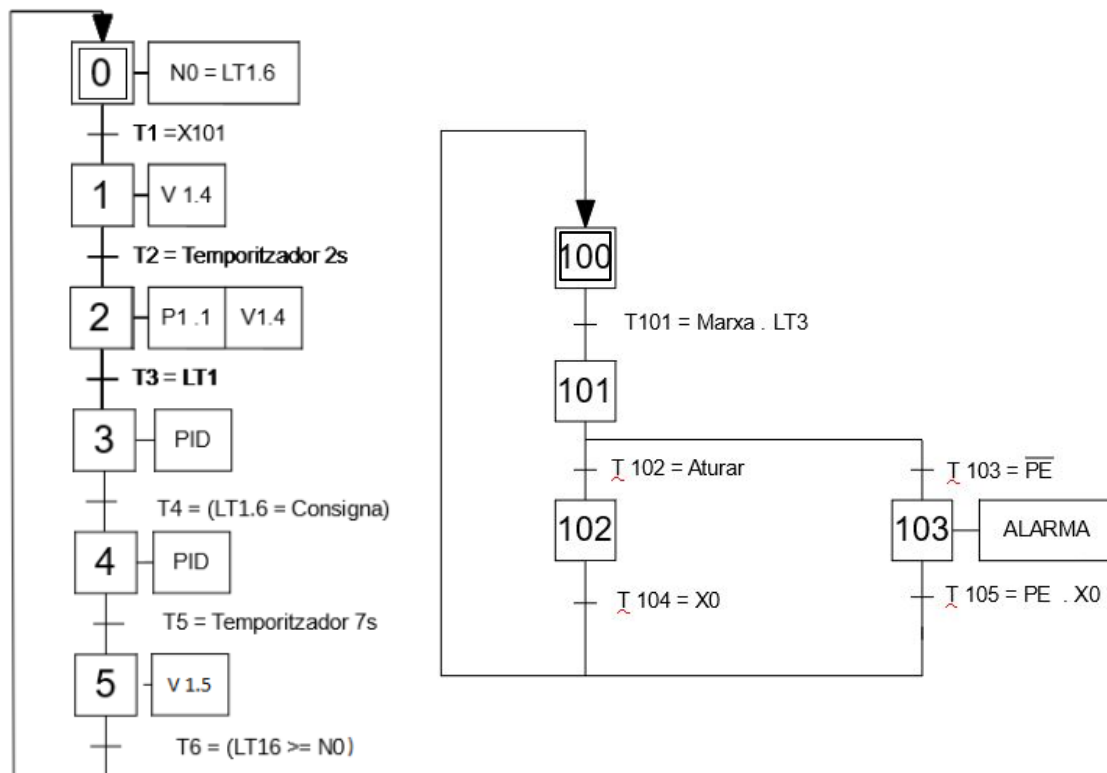 0
N0 = LT1.6
T1 =X101
1
V 1.4
T2 = Temporitzador 2s
2
P1 .1
V1.4
T3 = LT1
3
PID
T4 = (LT1.6 = Consigna)
4
PID
T5 = Temporitzador 7s
5
V 1.5
T6 = (LT16 >= N0)
100
T101 = Marxa . LT3
101
T 102 = Aturar
T 103 = P̅E̅
102
103
ALARMA
T 104 = X0
T 105 = PE . X0